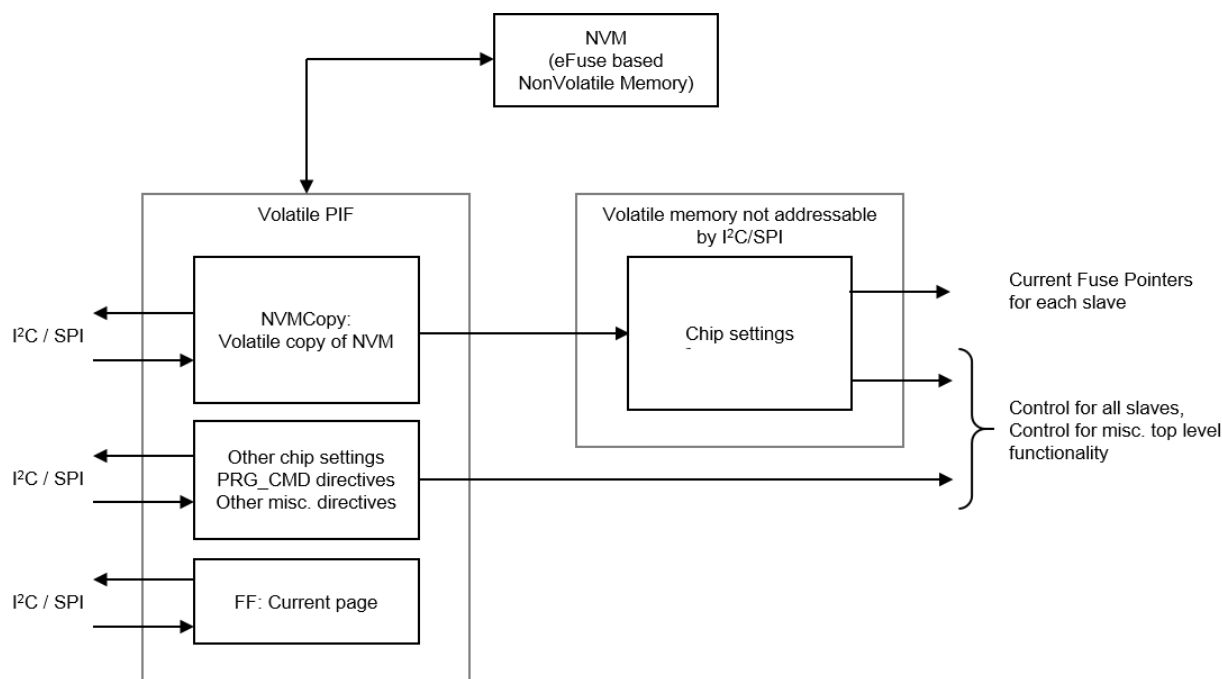 NVM
(eFuse based
NonVolatile Memory)
Volatile PIF
Volatile memory not addressable
by I²C/SPI
NVMCopy:
Volatile copy of NVM
I²C / SPI
Chip settings
Current Fuse Pointers
for each slave
Other chip settings
PRG_CMD directives
Other misc. directives
I²C / SPI
Control for all slaves,
Control for misc. top level
functionality
FF: Current page
I²C / SPI